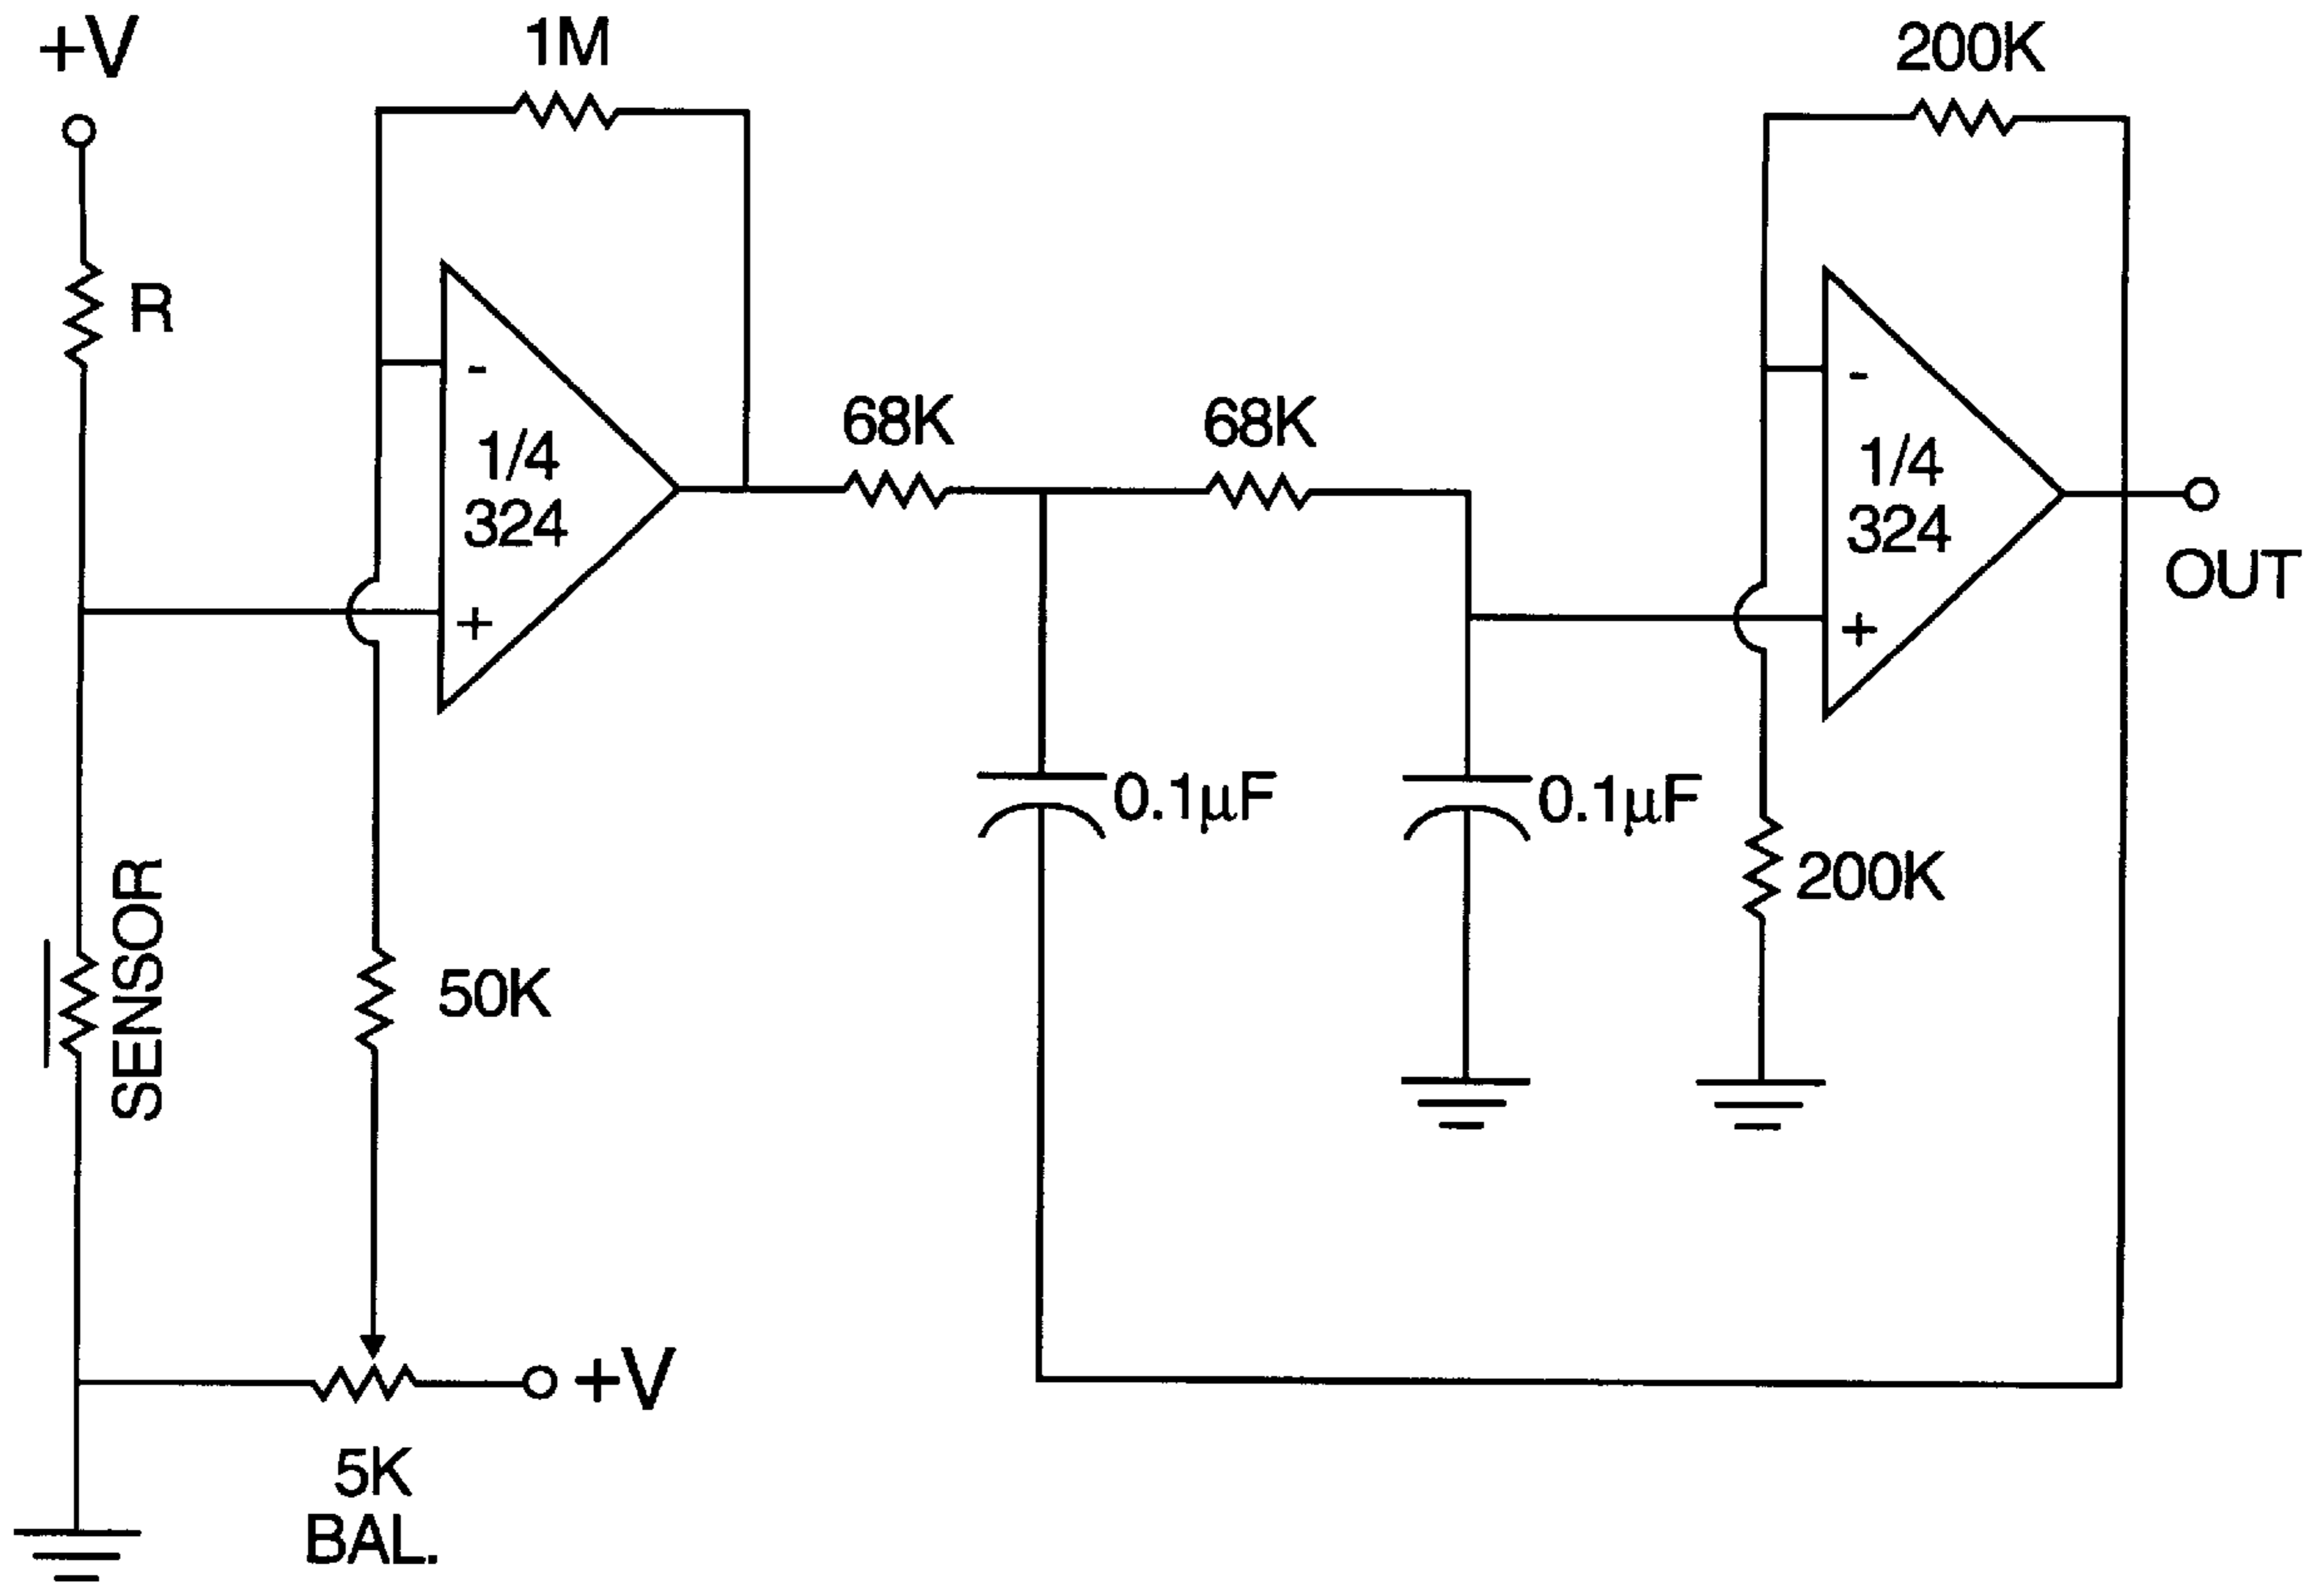 +V
1M
200K
R
-
1/4
324
+
68K
68K
-
1/4
324
+
OUT
0.1µF
0.1µF
200K
SENSOR
50K
+V
5K
BAL.